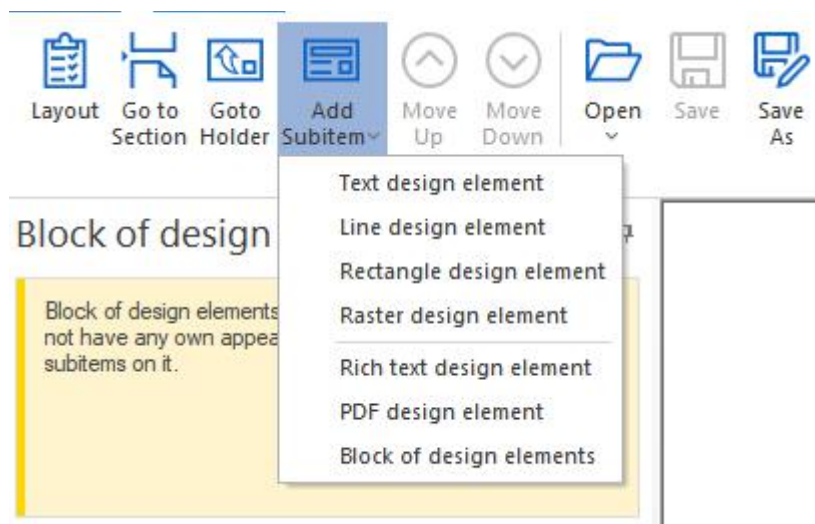 Layout
Go to Section
Goto Holder
Add Subitem
Move Up
Move Down
Open
Save
Save As
Text design element
Line design element
Rectangle design element
Raster design element
Rich text design element
PDF design element
Block of design elements
Block of design
Block of design elements
not have any own
subitems on it.